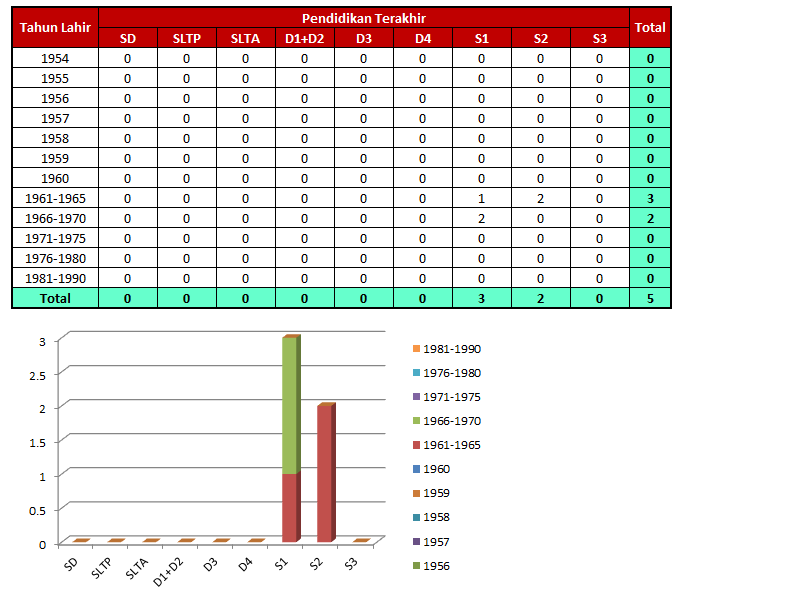 Tahun Lahir Pendidikan Terakhir Total
SD SLTP SLTA D1+D2 D3 D4 S1 S2 S3
1954 0 0 0 0 0 0 0 0 0 0
1955 0 0 0 0 0 0 0 0 0 0
1956 0 0 0 0 0 0 0 0 0 0
1957 0 0 0 0 0 0 0 0 0 0
1958 0 0 0 0 0 0 0 0 0 0
1959 0 0 0 0 0 0 0 0 0 0
1960 0 0 0 0 0 0 0 0 0 0
1961-1965 0 0 0 0 0 0 1 2 0 3
1966-1970 0 0 0 0 0 0 2 0 0 2
1971-1975 0 0 0 0 0 0 0 0 0 0
1976-1980 0 0 0 0 0 0 0 0 0 0
1981-1990 0 0 0 0 0 0 0 0 0 0
Total 0 0 0 0 0 0 3 2 0 5
3
2.5
2
1.5
1
0.5
0
SD SLTP SLTA D1+D2 D3 D4 S1 S2 S3
1981-1990
1976-1980
1971-1975
1966-1970
1961-1965
1960
1959
1958
1957
1956